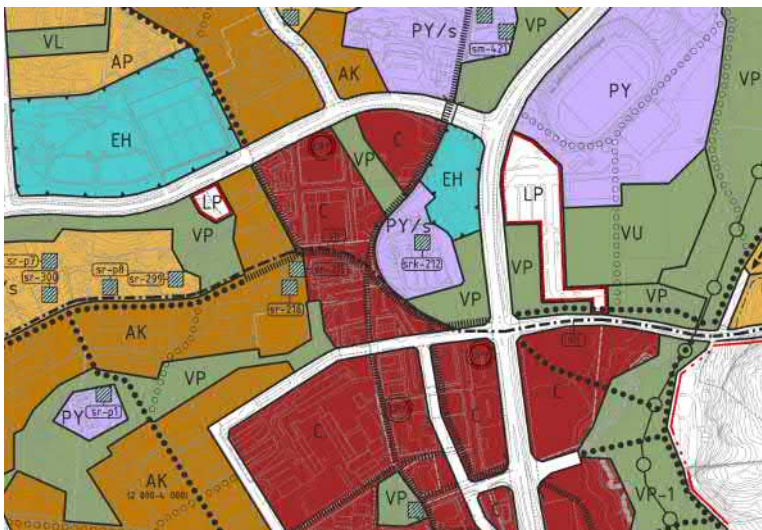 VL
AP
AK
PY/s
sm-421
VP
VP
PY
EH
C
VP
EH
LP
LP
VP
C
PY/s
srk-212
VU
sr-p7
sr-300
sr-p8
sr-299
s
VP
VP
VP
sr-216
AK
VP
C
C
C
PY
sr-p1
AK
(2 000-4 000)
VP
VP-1
C